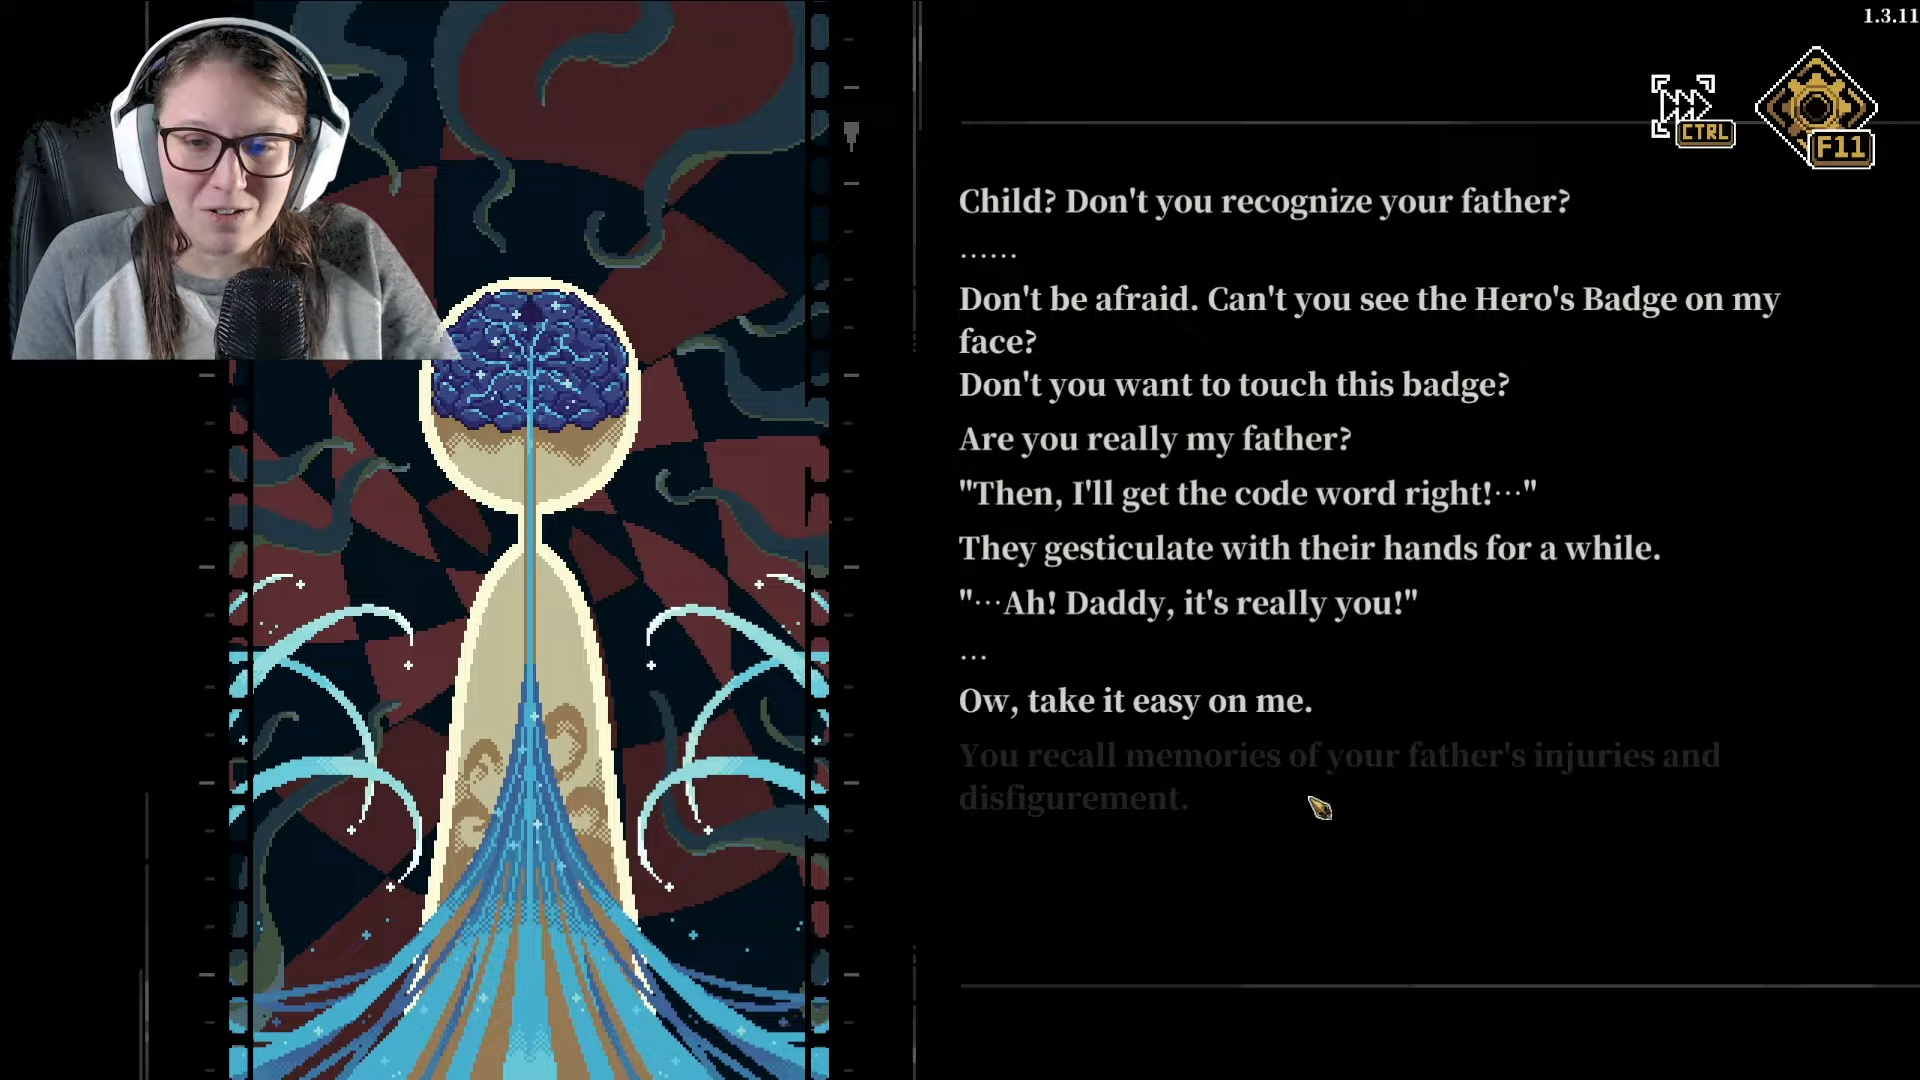 1.3.11
CTRL
F11
Child? Don't you recognize your father?
......
Don't be afraid. Can't you see the Hero's Badge on my
face?
Don't you want to touch this badge?
Are you really my father?
"Then, I'll get the code word right!···"
They gesticulate with their hands for a while.
"···Ah! Daddy, it's really you!"
...
Ow, take it easy on me.
You recall memories of your father's injuries and
disfigurement.